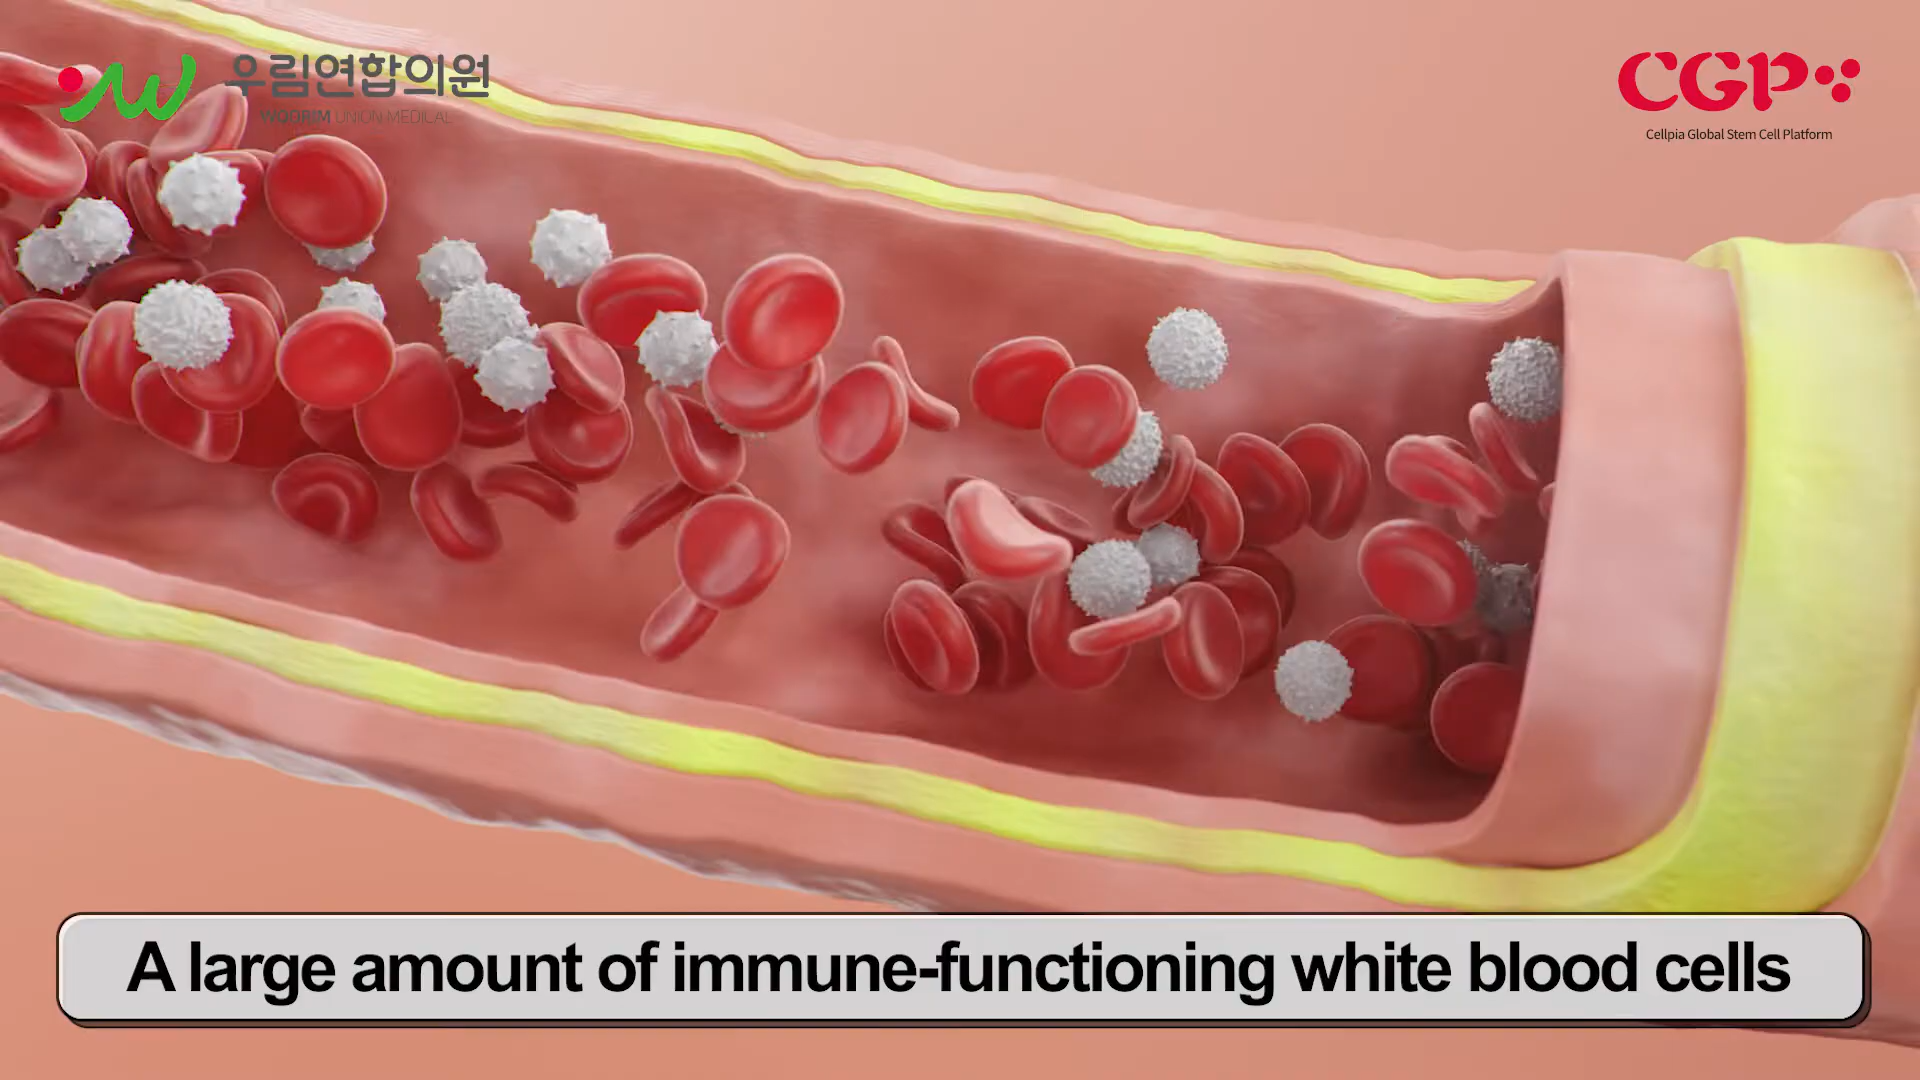 우림연합의원
WOORIM UNION MEDICAL
CGP
Cellpia Global Stem Cell Platform
A large amount of immune-functioning white blood cells